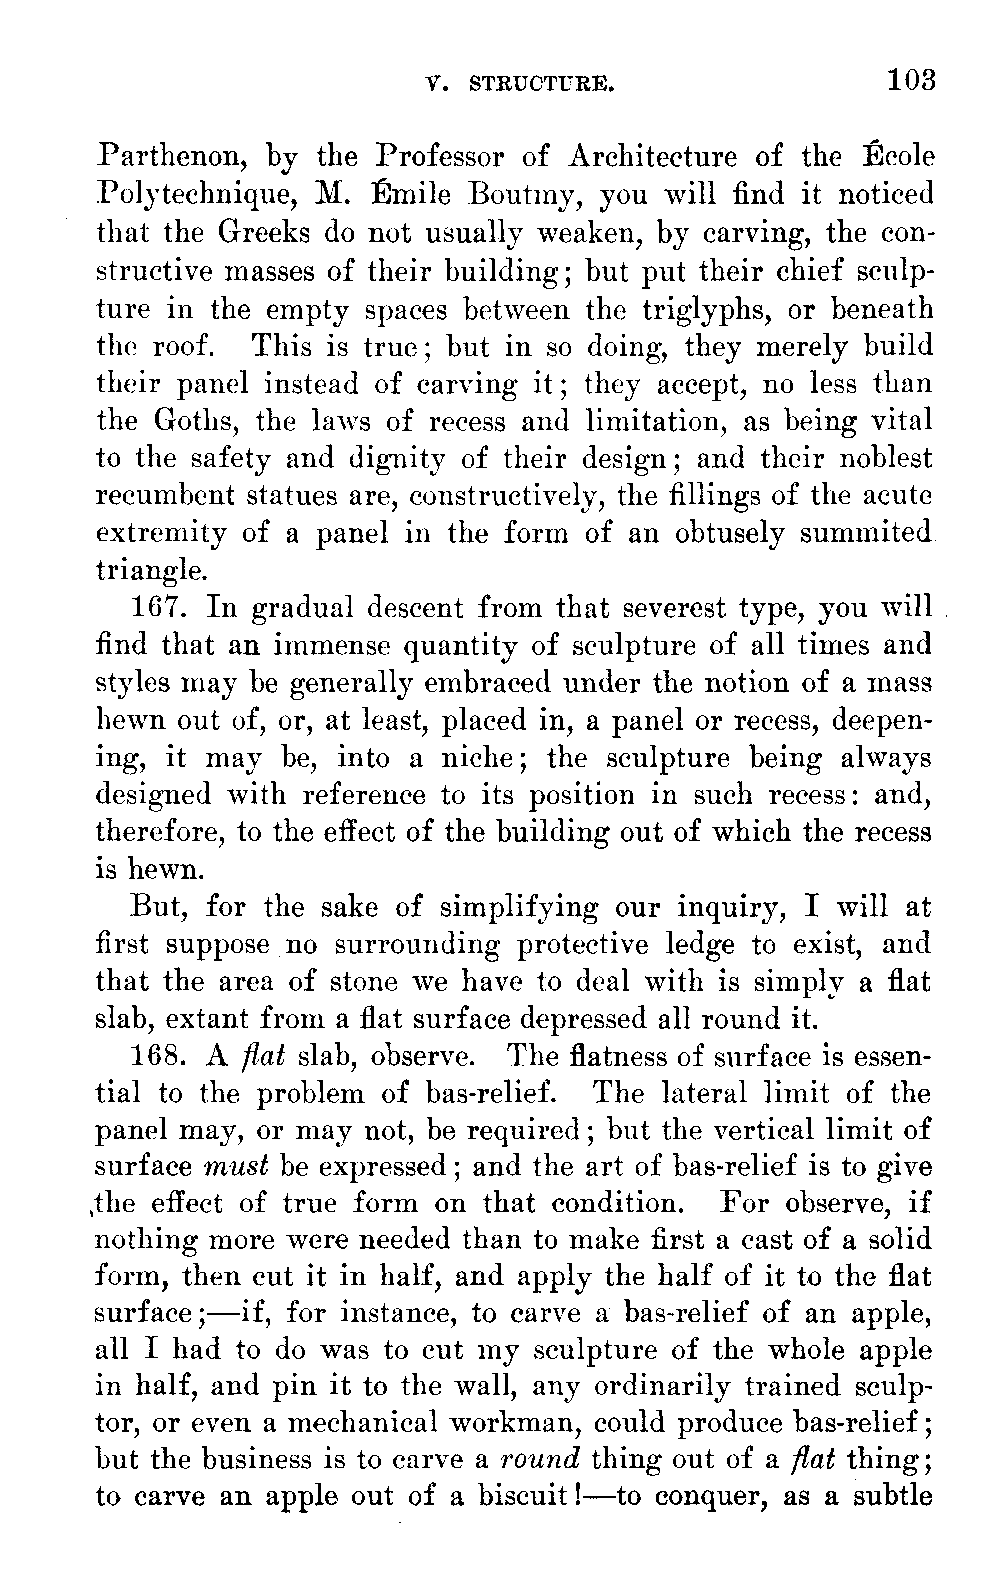 V. STRUCTURE. 103
Parthenon, by the Professor of Architecture of the École
Polytechnique, M. Émile Boutmy, you will find it noticed
that the Greeks do not usually weaken, by carving, the con-
structive masses of their building; but put their chief sculp-
ture in the empty spaces between the triglyphs, or beneath
the roof. This is true; but in so doing, they merely build
their panel instead of carving it; they accept, no less than
the Goths, the laws of recess and limitation, as being vital
to the safety and dignity of their design; and their noblest
recumbent statues are, constructively, the fillings of the acute
extremity of a panel in the form of an obtusely summited
triangle.
167. In gradual descent from that severest type, you will
find that an immense quantity of sculpture of all times and
styles may be generally embraced under the notion of a mass
hewn out of, or, at least, placed in, a panel or recess, deepen-
ing, it may be, into a niche; the sculpture being always
designed with reference to its position in such recess: and,
therefore, to the effect of the building out of which the recess
is hewn.
But, for the sake of simplifying our inquiry, I will at
first suppose no surrounding protective ledge to exist, and
that the area of stone we have to deal with is simply a flat
slab, extant from a flat surface depressed all round it.
168. A flat slab, observe. The flatness of surface is essen-
tial to the problem of bas-relief. The lateral limit of the
panel may, or may not, be required; but the vertical limit of
surface must be expressed; and the art of bas-relief is to give
the effect of true form on that condition. For observe, if
nothing more were needed than to make first a cast of a solid
form, then cut it in half, and apply the half of it to the flat
surface;—if, for instance, to carve a bas-relief of an apple,
all I had to do was to cut my sculpture of the whole apple
in half, and pin it to the wall, any ordinarily trained sculp-
tor, or even a mechanical workman, could produce bas-relief;
but the business is to carve a round thing out of a flat thing;
to carve an apple out of a biscuit!—to conquer, as a subtle